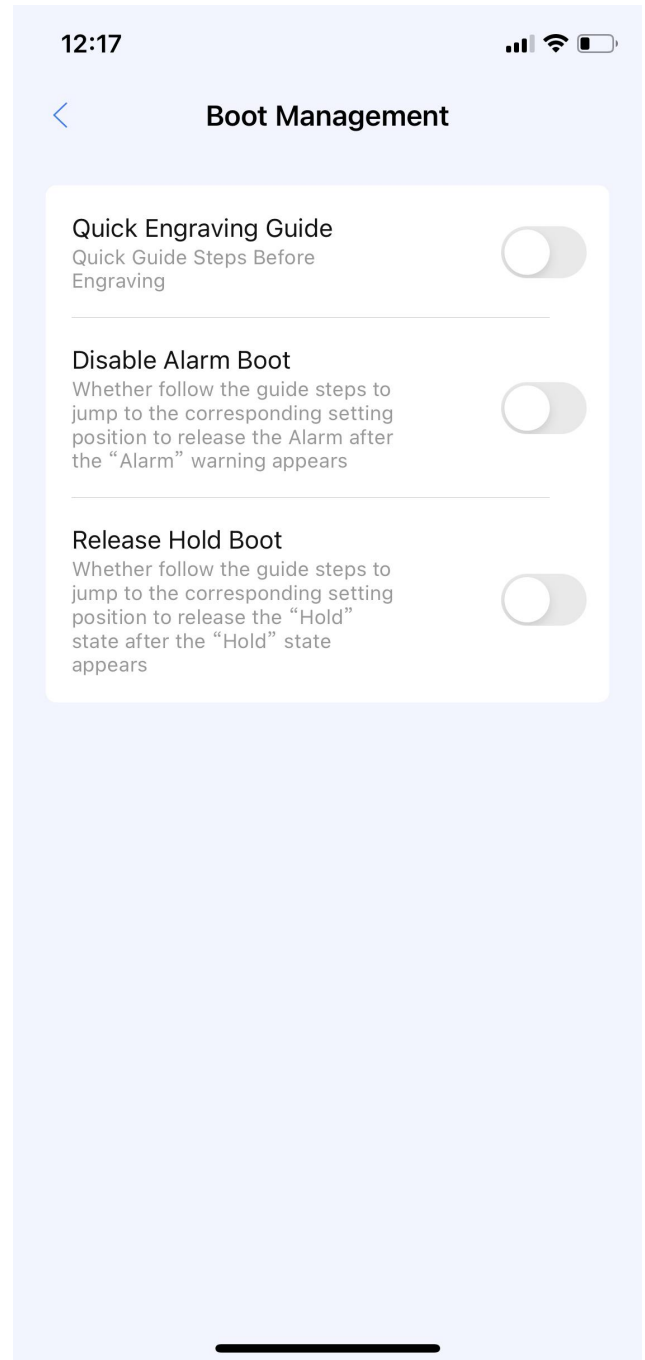 12:17
Boot Management
Quick Engraving Guide
Quick Guide Steps Before
Engraving
Disable Alarm Boot
Whether follow the guide steps to
jump to the corresponding setting
position to release the Alarm after
the “Alarm” warning appears
Release Hold Boot
Whether follow the guide steps to
jump to the corresponding setting
position to release the “Hold”
state after the “Hold” state
appears